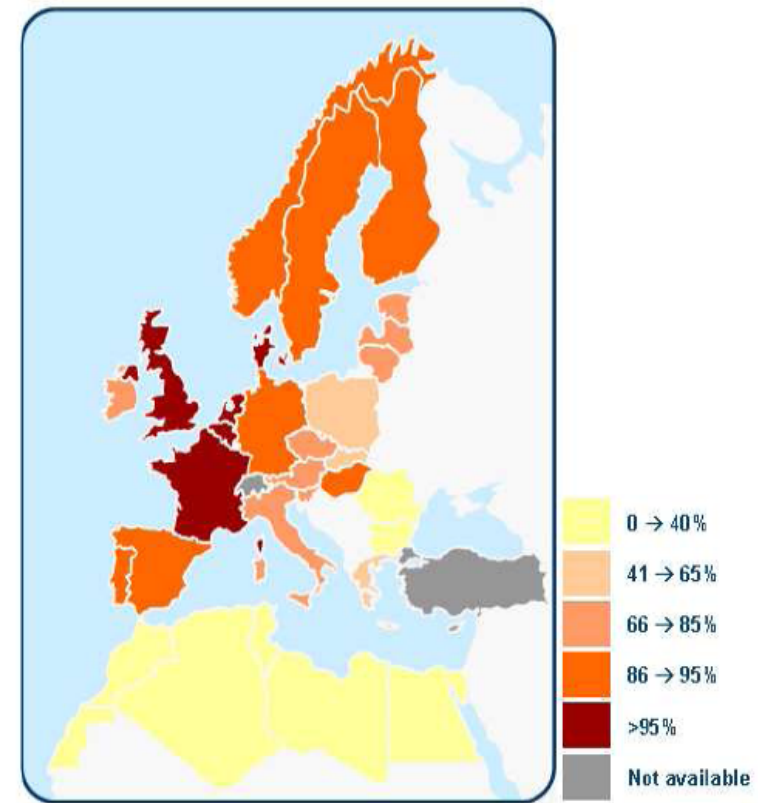 0 → 40%
41 → 65%
66 → 85%
86 → 95%
>95%
Not available